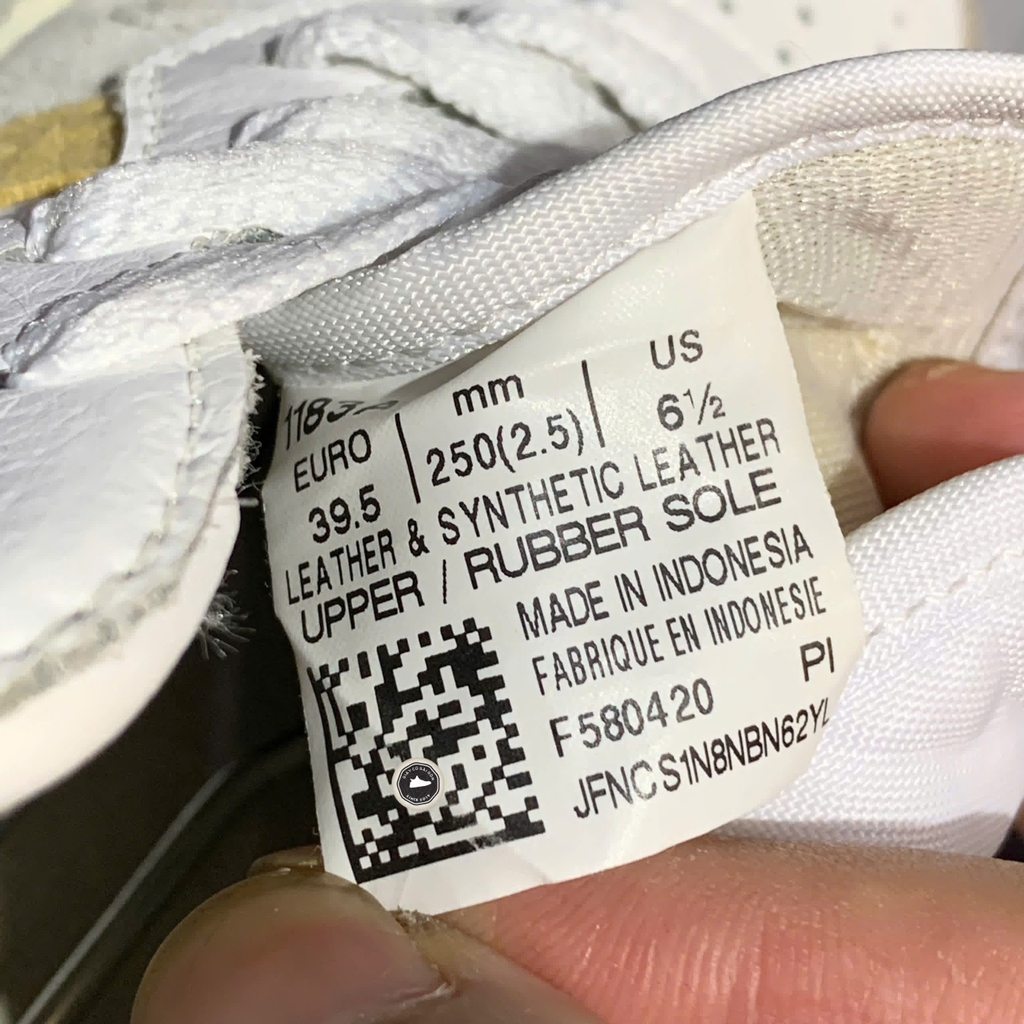 EURO | mm | US
39.5 | 250(2.5) | 6½
LEATHER & SYNTHETIC LEATHER
UPPER / RUBBER SOLE
MADE IN INDONESIA
FABRIQUE EN INDONESIE
PI
F580420
JFNCS1N8NBN62YL